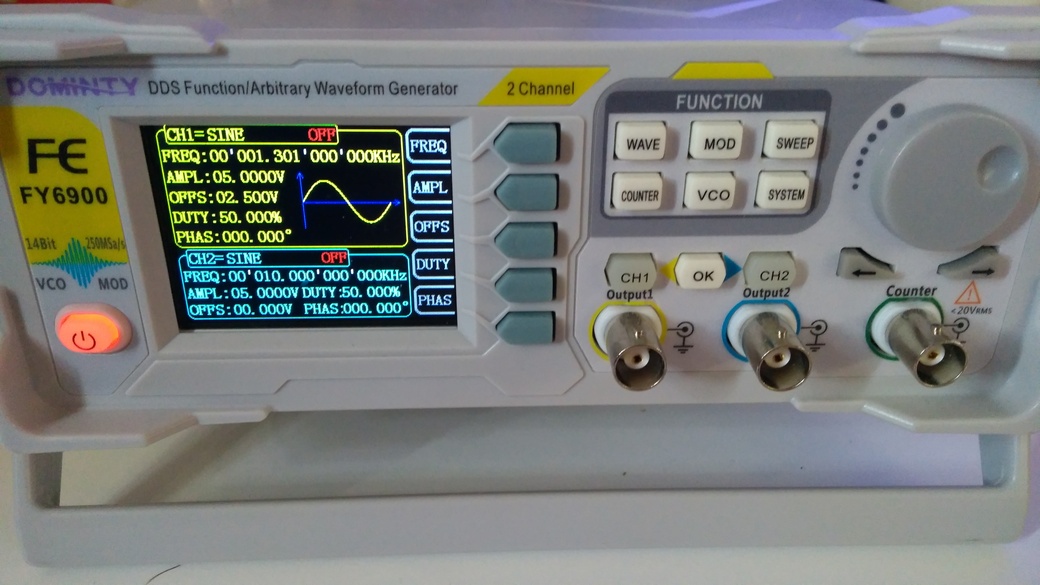 DOMINTY DDS Function/Arbitrary Waveform Generator
2 Channel
FE
FY6900
14Bit 250MSa/s
VCO MOD
CH1=SINE OFF
FREQ:00'001.301'000'000KHz
AMPL:05.0000V
OFFS:02.500V
DUTY:50.000%
PHAS:000.000°
CH2=SINE OFF
FREQ:00'010.000'000'000KHz
AMPL:05.0000V DUTY:50.000%
OFFS:00.000V PHAS:000.000°
FREQ
AMPL
OFFS
DUTY
PHAS
FUNCTION
WAVE MOD SWEEP
COUNTER VCO SYSTEM
CH1 OK CH2
Output1 Output2 Counter
<20VRMS